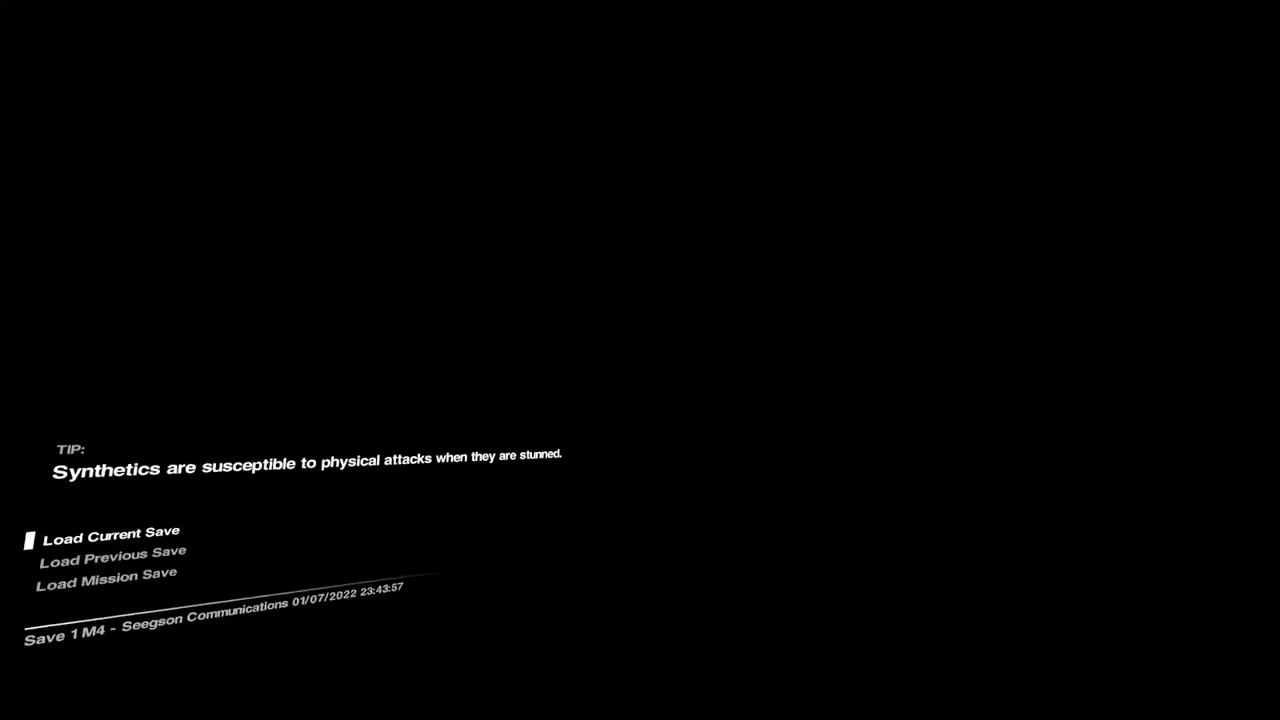 TIP:
Synthetics are susceptible to physical attacks when they are stunned.
Load Current Save
Load Previous Save
Load Mission Save
Save 1 M4 - Seegson Communications 01/07/2022 23:43:57